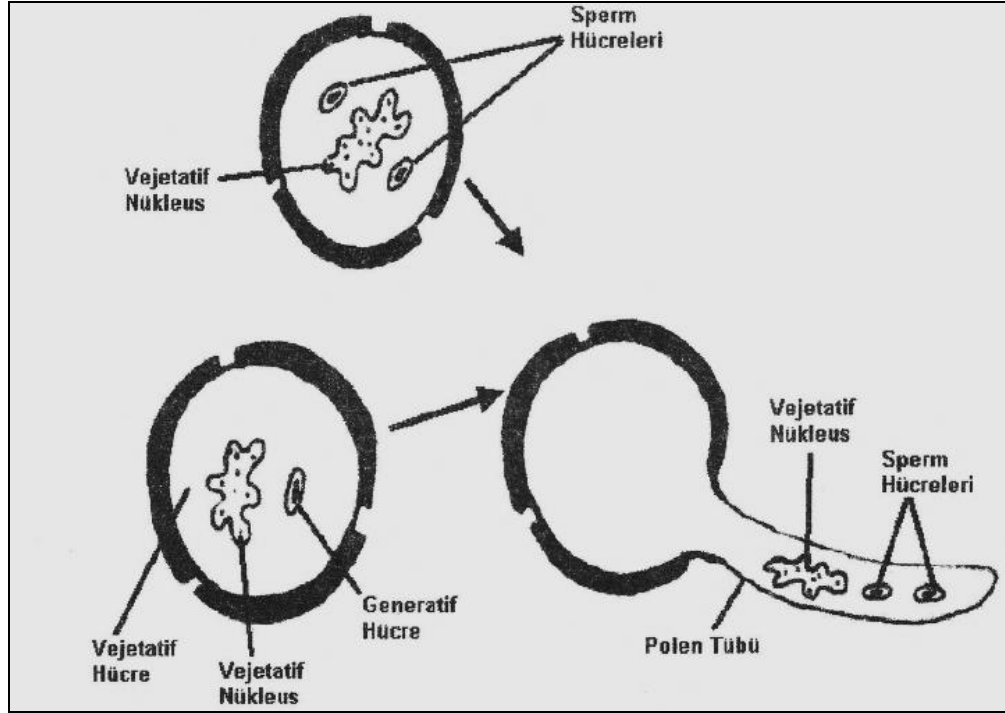 Sperm
Hücreleri
Vejetatif
Nükleus
Vejetatif
Nükleus
Sperm
Hücreleri
Generatif
Hücre
Polen Tübü
Vejetatif
Hücre
Vejetatif
Nükleus